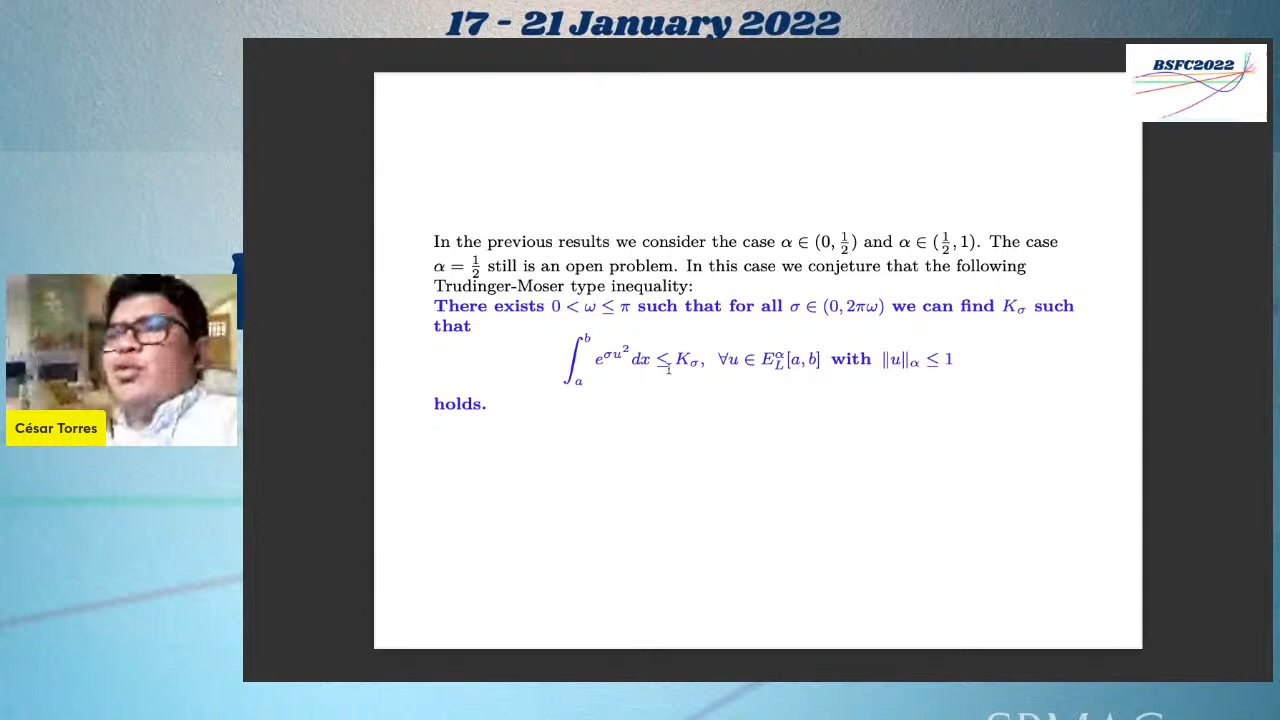 17 - 21 January 2022
BSFC2022
In the previous results we consider the case α ∈ (0, 1/2) and α ∈ (1/2, 1). The case
α = 1/2 still is an open problem. In this case we conjeture that the following
Trudinger-Moser type inequality:
There exists 0 < ω ≤ π such that for all σ ∈ (0, 2πω) we can find K_σ such
that
∫_a^b e^{σu^2} dx ≤ K_σ, ∀u ∈ E_L^α[a, b] with ‖u‖_α ≤ 1
holds.
César Torres